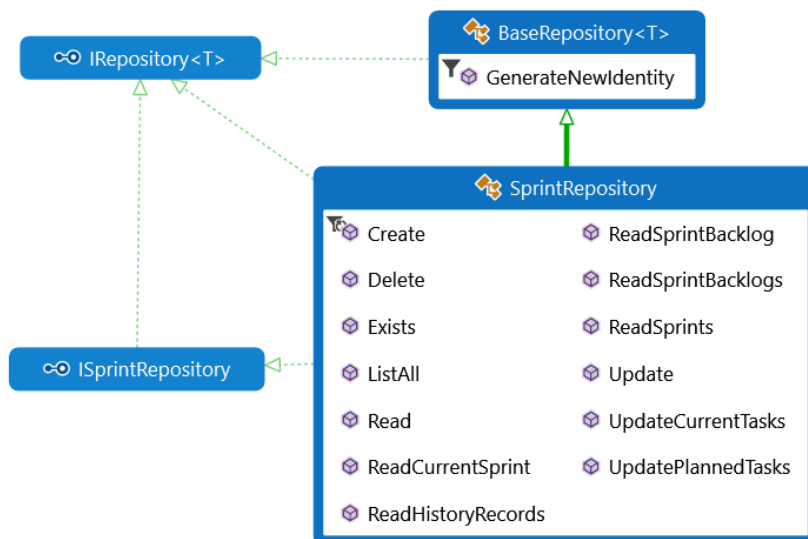 IRepository<T>
BaseRepository<T>
GenerateNewIdentity
SprintRepository
Create
Delete
Exists
ListAll
Read
ReadCurrentSprint
ReadHistoryRecords
ReadSprintBacklog
ReadSprintBacklogs
ReadSprints
Update
UpdateCurrentTasks
UpdatePlannedTasks
ISprintRepository